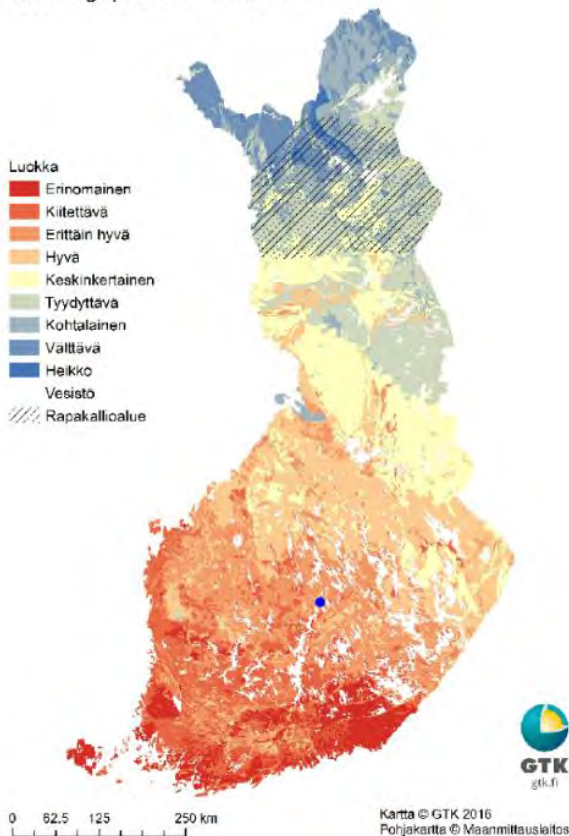 Luokka
Erinomainen
Kiitettävä
Erittäin hyvä
Hyvä
Keskinkertainen
Tyydyttävä
Kohtalainen
Välttävä
Heikko
Vesistö
Rapakallioalue
GTK
gtk.fi
0 62.5 125 250 km
Kartta © GTK 2016
Pohjakartta © Maanmittauslaitos